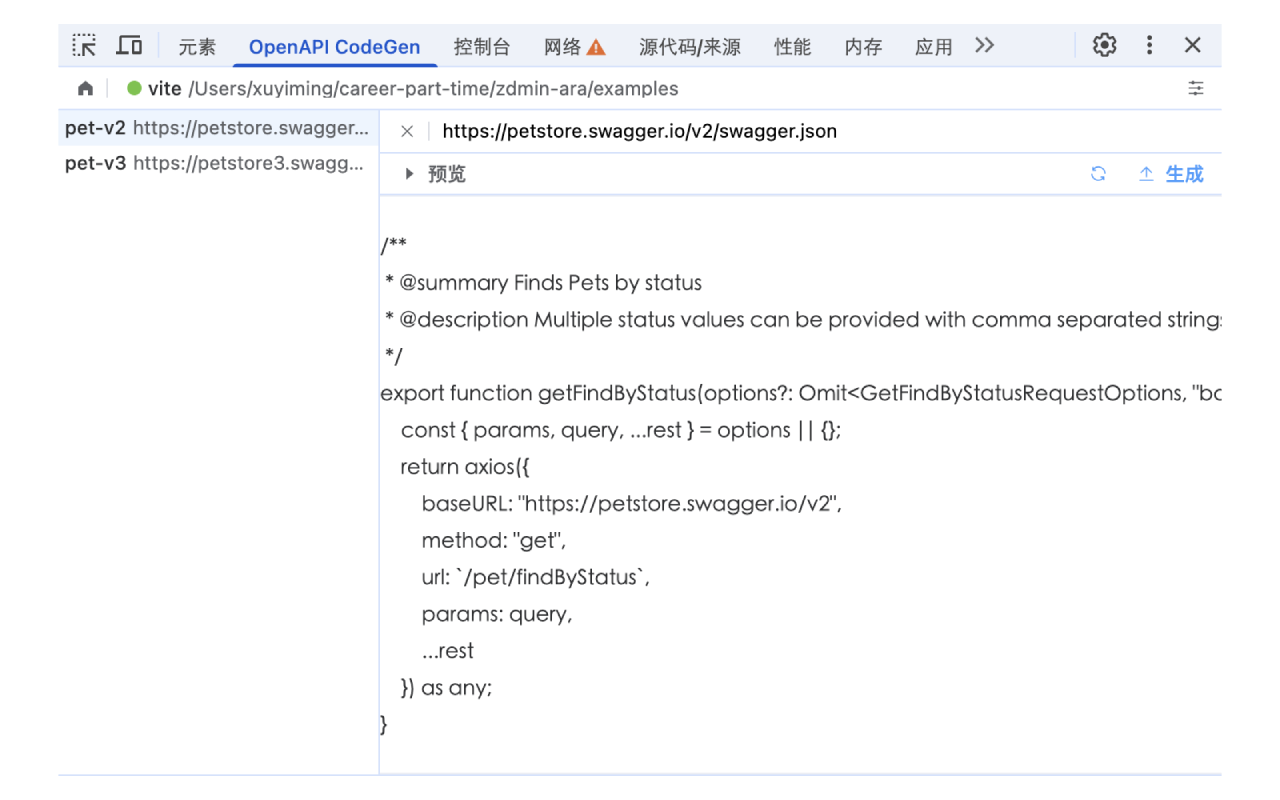 元素 OpenAPI CodeGen 控制台 网络 源代码/来源 性能 内存 应用
vite /Users/xuyiming/career-part-time/zdmin-ara/examples
pet-v2 https://petstore.swagger...
pet-v3 https://petstore3.swagg...
https://petstore.swagger.io/v2/swagger.json
预览 生成
/**
* @summary Finds Pets by status
* @description Multiple status values can be provided with comma separated strings
*/
export function getFindByStatus(options?: Omit<GetFindByStatusRequestOptions, "bo
const { params, query, ...rest } = options || {};
return axios({
baseURL: "https://petstore.swagger.io/v2",
method: "get",
url: `/pet/findByStatus`,
params: query,
...rest
}) as any;
}